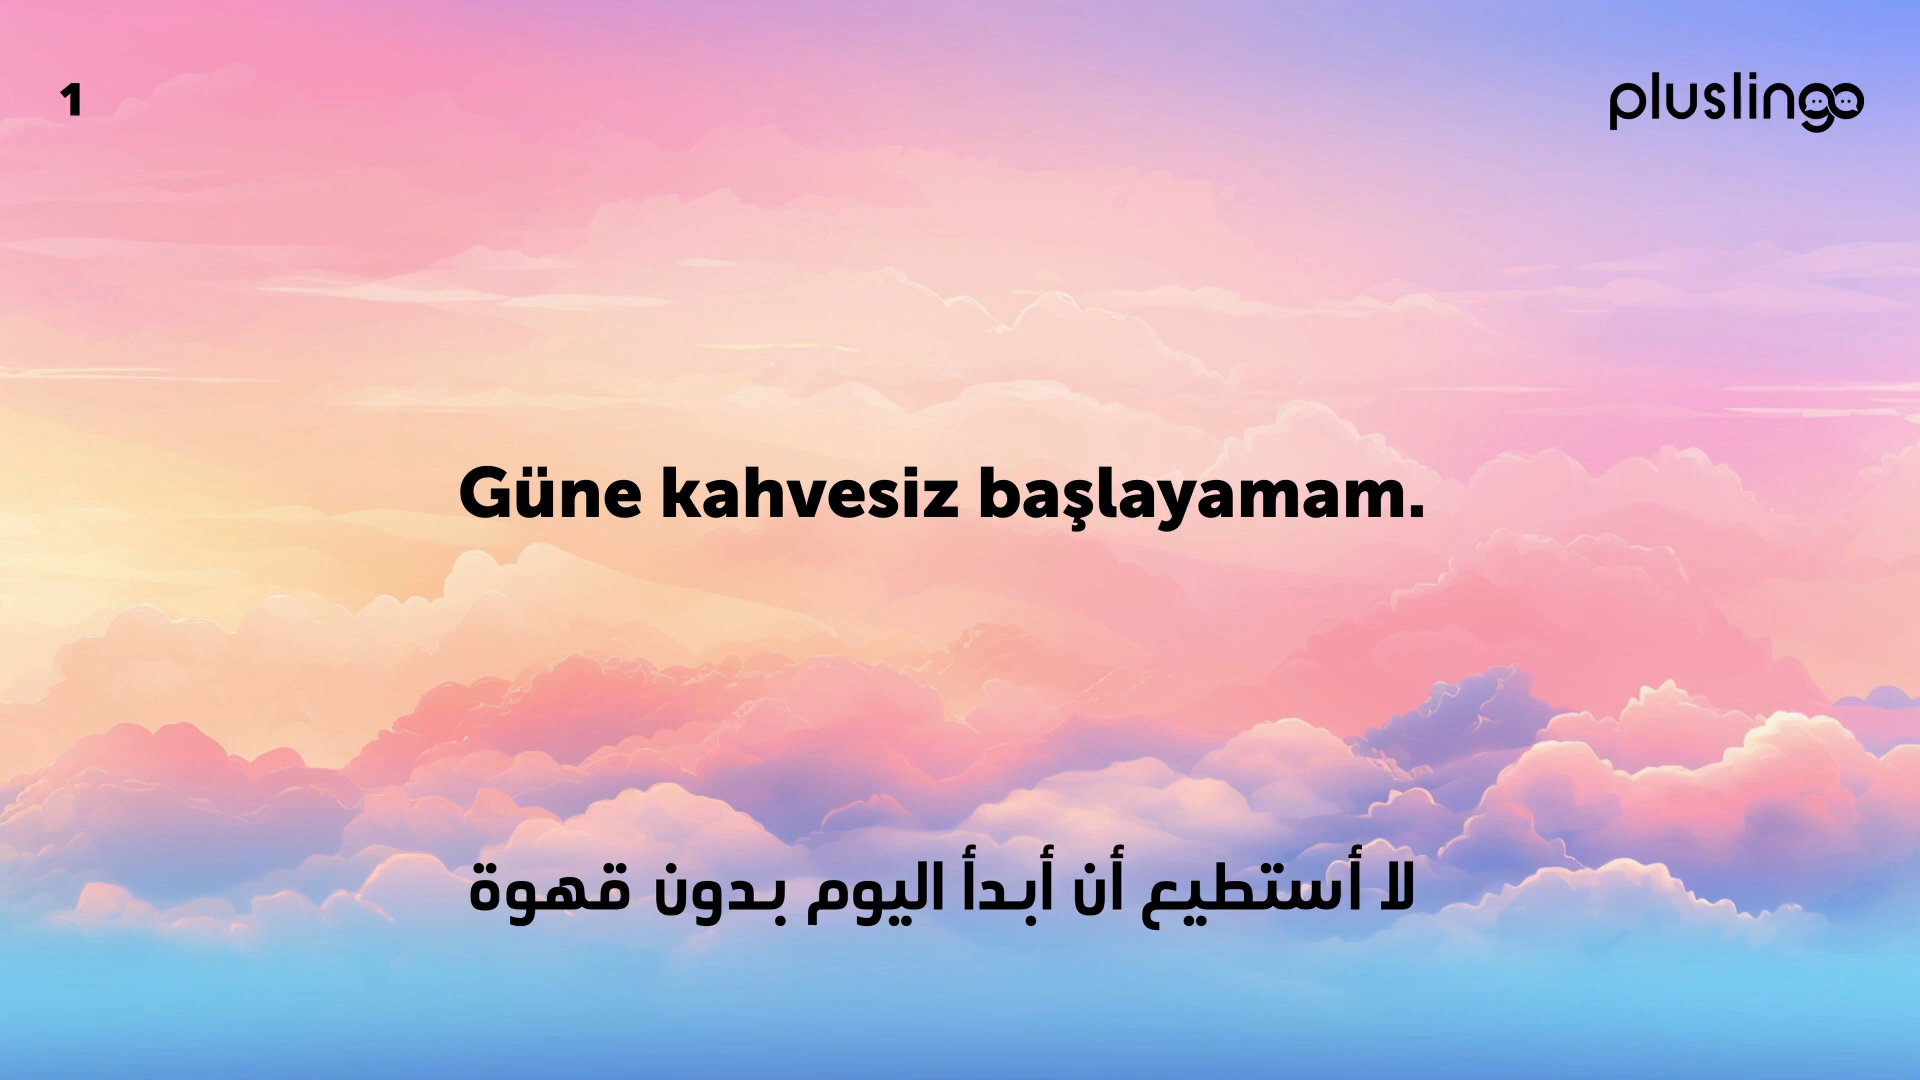 1
pluslingo
Güne kahvesiz başlayamam.
لا أستطيع أن أبدأ اليوم بدون قهوة